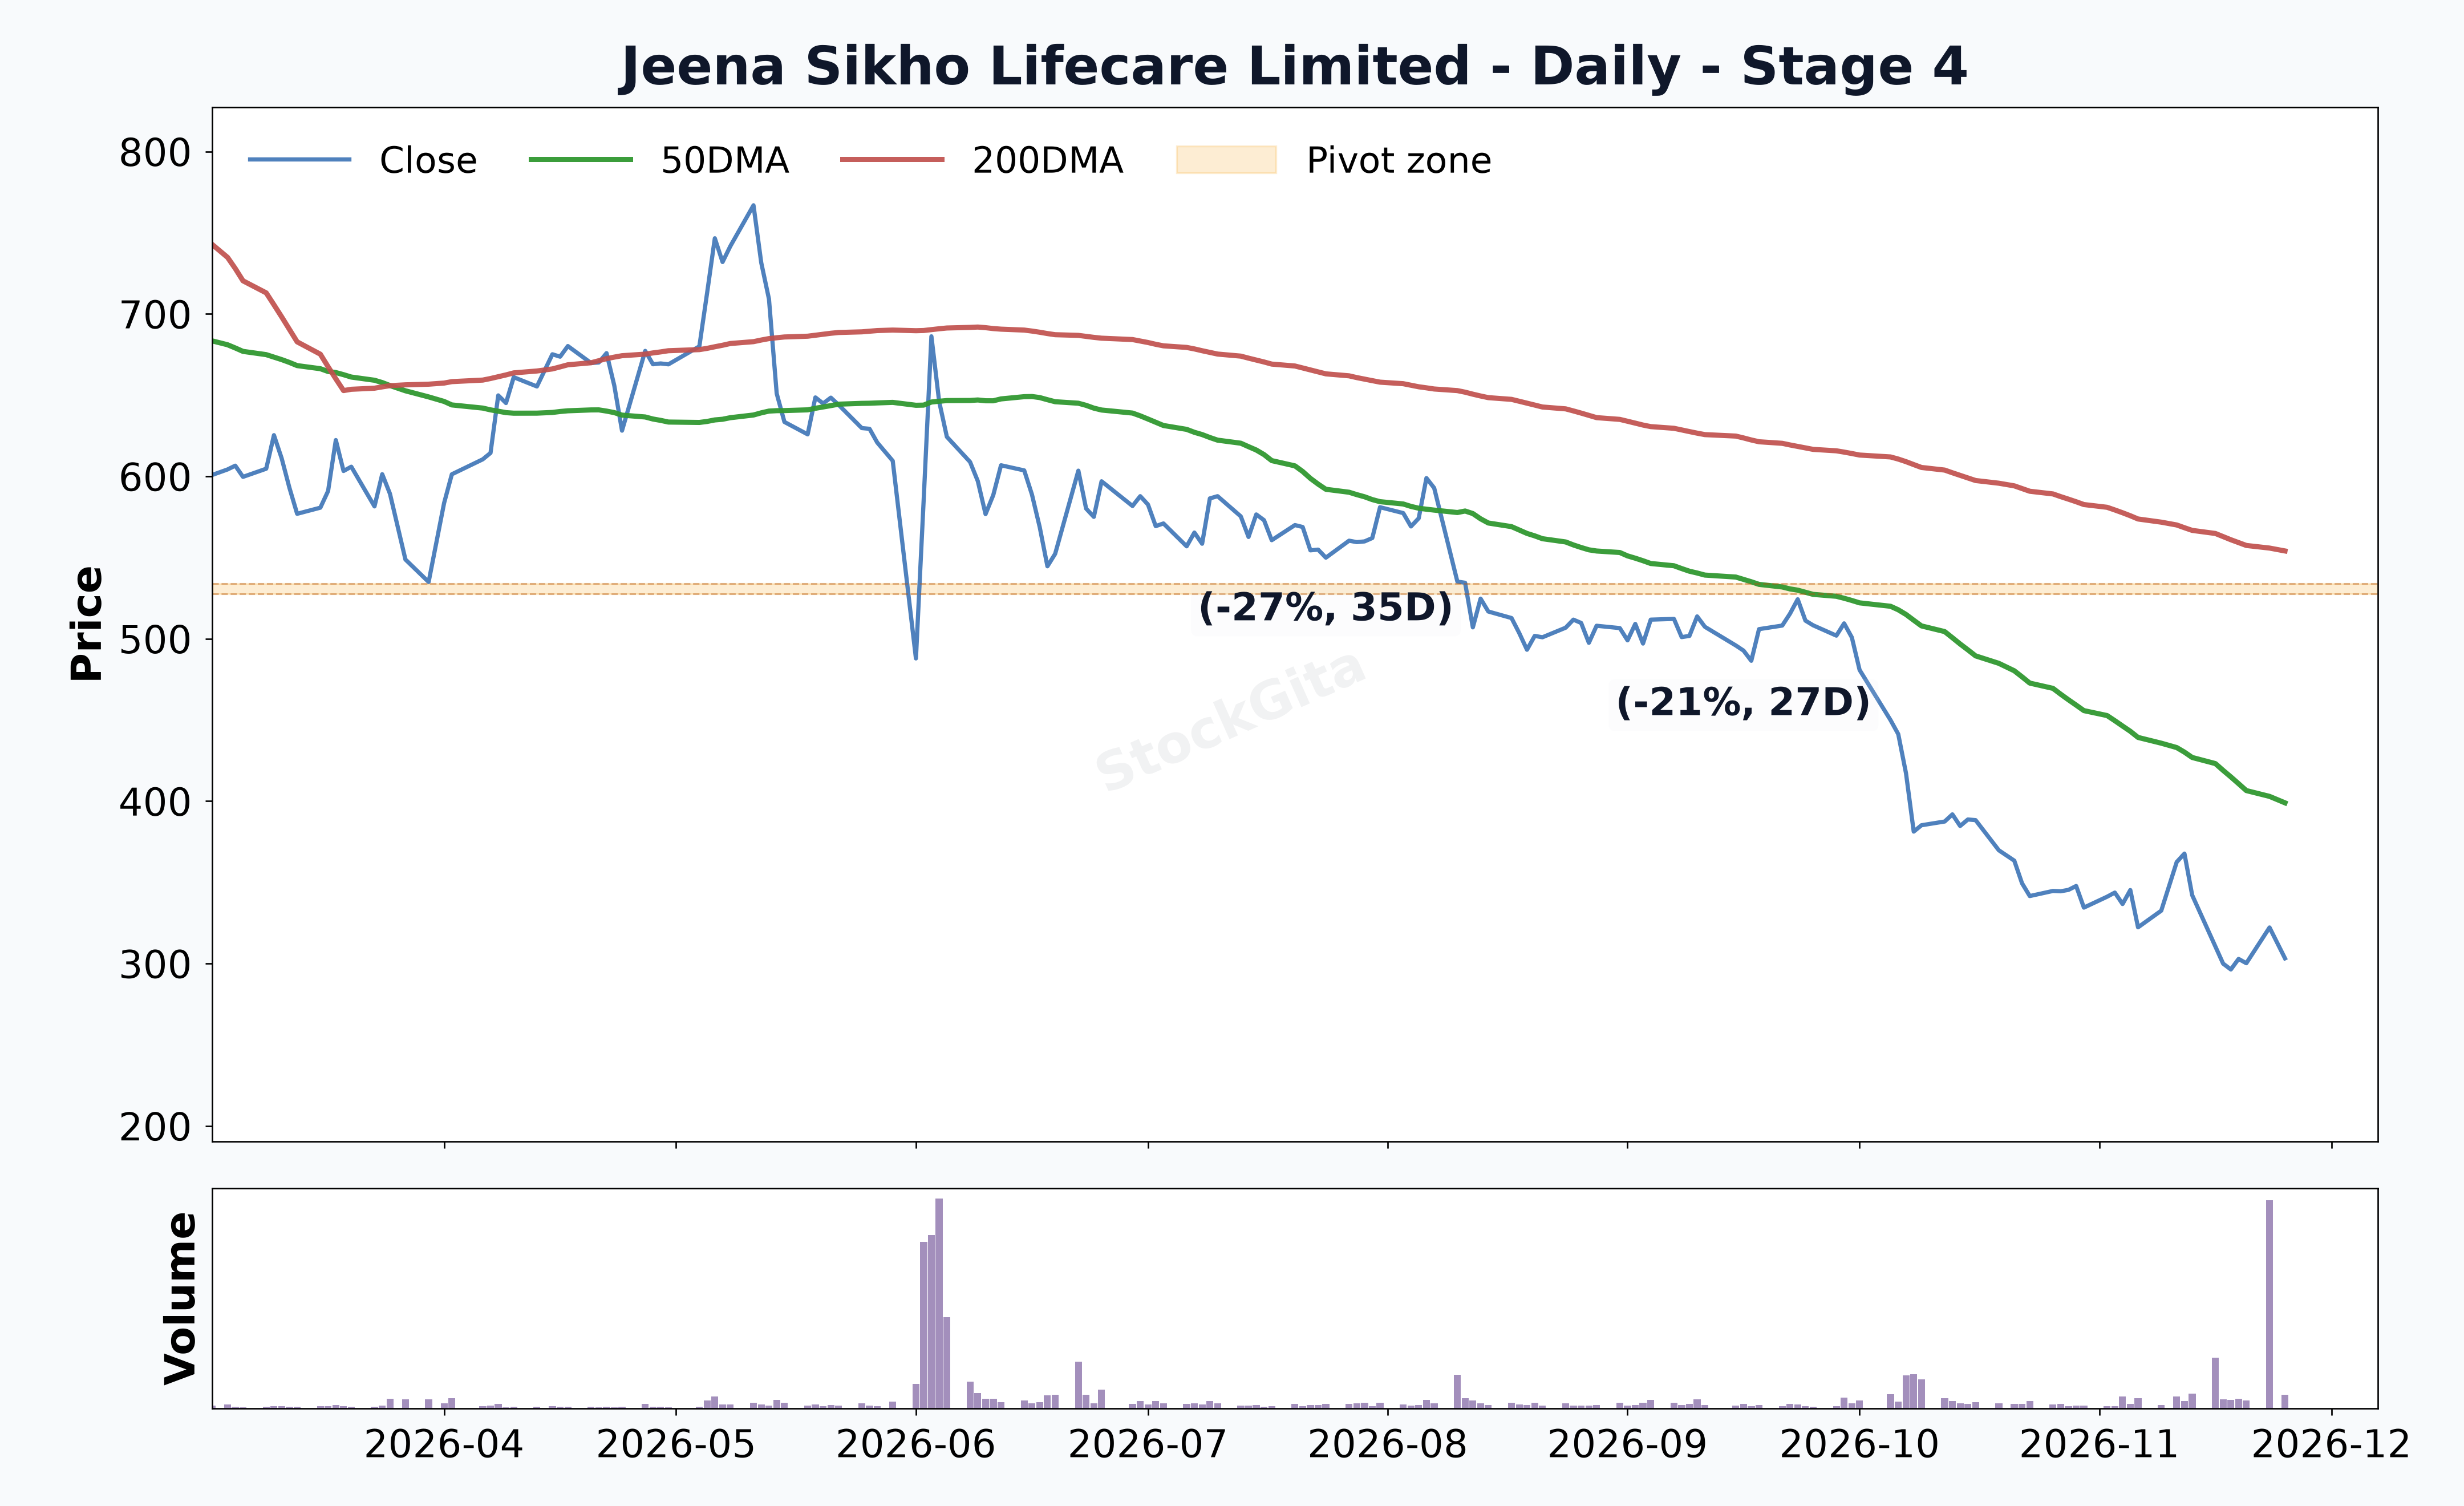 Jeena Sikho Lifecare Limited - Daily - Stage 4
Close 50DMA 200DMA Pivot zone
800
700
600
500
400
300
200
Price
(-27%, 35D)
(-21%, 27D)
StockGita
Volume
2026-04 2026-05 2026-06 2026-07 2026-08 2026-09 2026-10 2026-11 2026-12